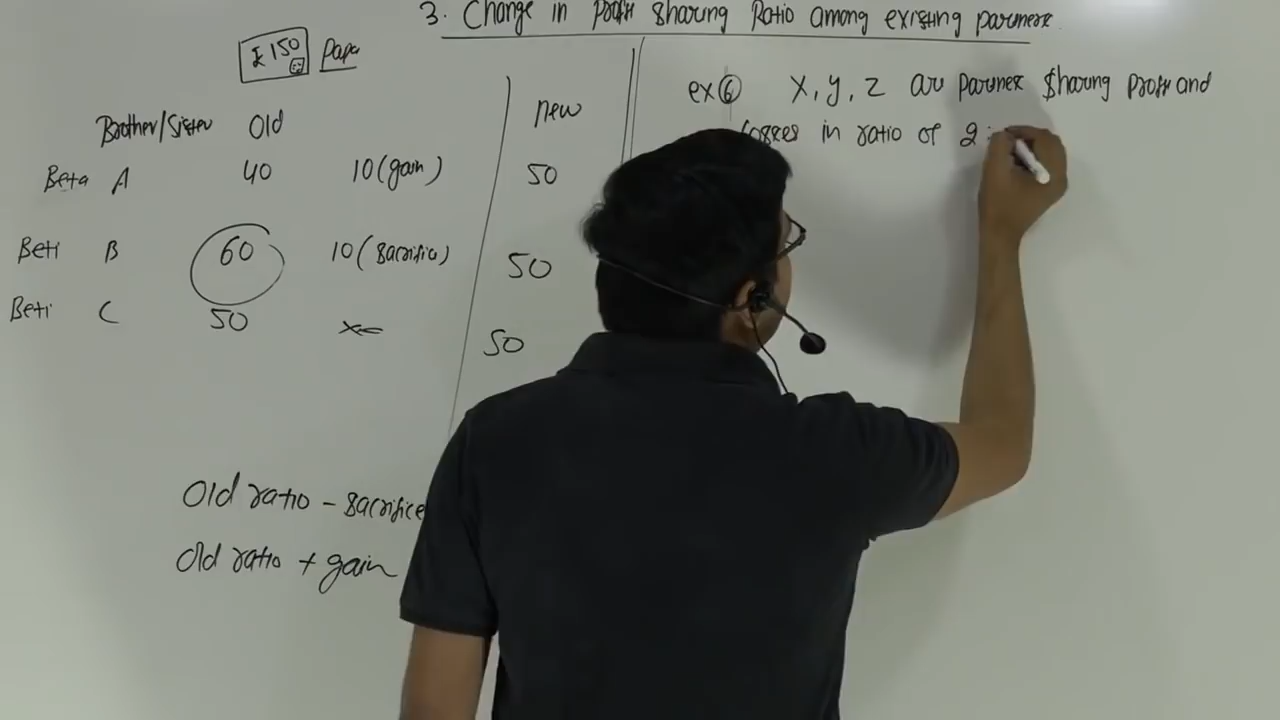 3. Change in Profit Sharing Ratio among existing partners.
₤150 Papa
Brother/Sister Old new
Beta A 40 10 (gain) 50
Beti B 60 10 (Sacrifice) 50
Beti C 50 50
Old ratio - Sacrifice
Old ratio + gain
ex 6 X, Y, Z are partner Sharing profit and
losses in ratio of 2: